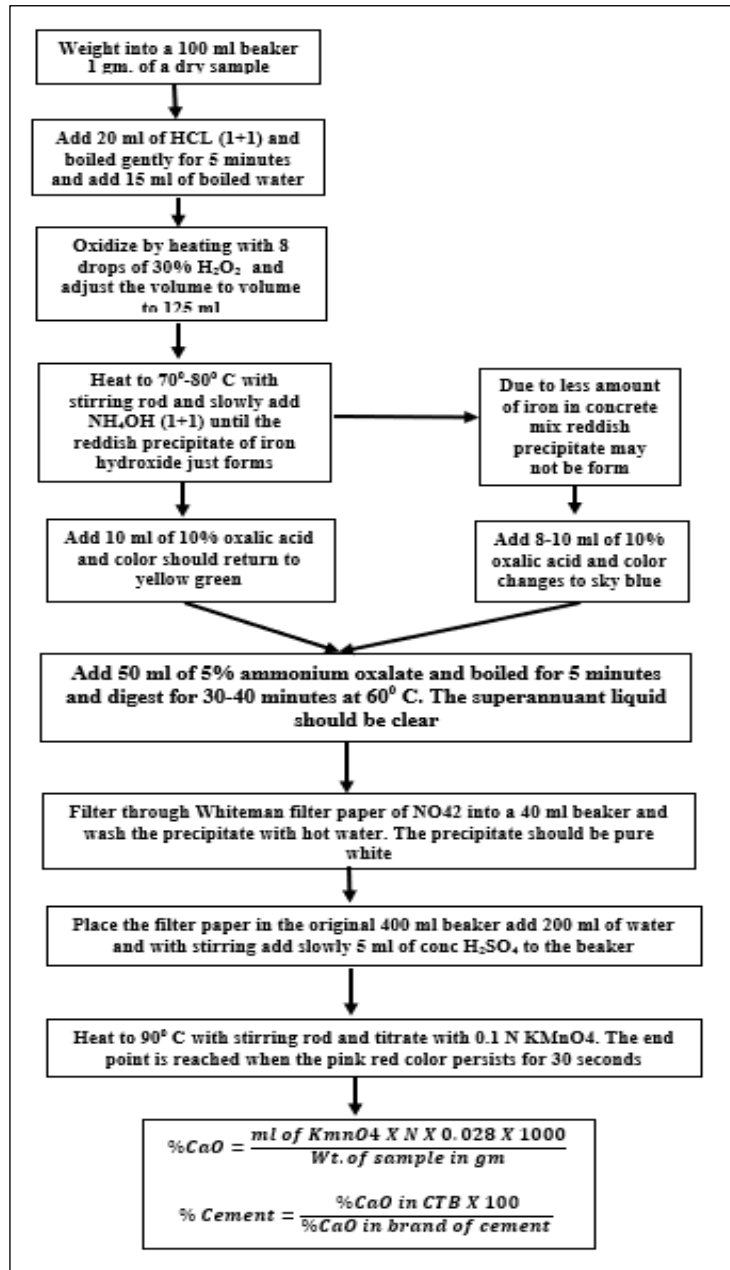 Weight into a 100 ml beaker
1 gm. of a dry sample
Add 20 ml of HCL (1+1) and
boiled gently for 5 minutes
and add 15 ml of boiled water
Oxidize by heating with 8
drops of 30% H₂O₂ and
adjust the volume to volume
to 125 ml
Heat to 70⁰-80⁰ C with
stirring rod and slowly add
NH₄OH (1+1) until the
reddish precipitate of iron
hydroxide just forms
Due to less amount
of iron in concrete
mix reddish
precipitate may
not be form
Add 10 ml of 10% oxalic acid
and color should return to
yellow green
Add 8-10 ml of 10%
oxalic acid and color
changes to sky blue
Add 50 ml of 5% ammonium oxalate and boiled for 5 minutes
and digest for 30-40 minutes at 60⁰ C. The superannuant liquid
should be clear
Filter through Whiteman filter paper of NO42 into a 40 ml beaker and
wash the precipitate with hot water. The precipitate should be pure
white
Place the filter paper in the original 400 ml beaker add 200 ml of water
and with stirring add slowly 5 ml of conc H₂SO₄ to the beaker
Heat to 90⁰ C with stirring rod and titrate with 0.1 N KMnO4. The end
point is reached when the pink red color persists for 30 seconds
%CaO = ml of KmnO4 X N X 0.028 X 1000 / Wt. of sample in gm
% Cement = %CaO in CTB X 100 / %CaO in brand of cement